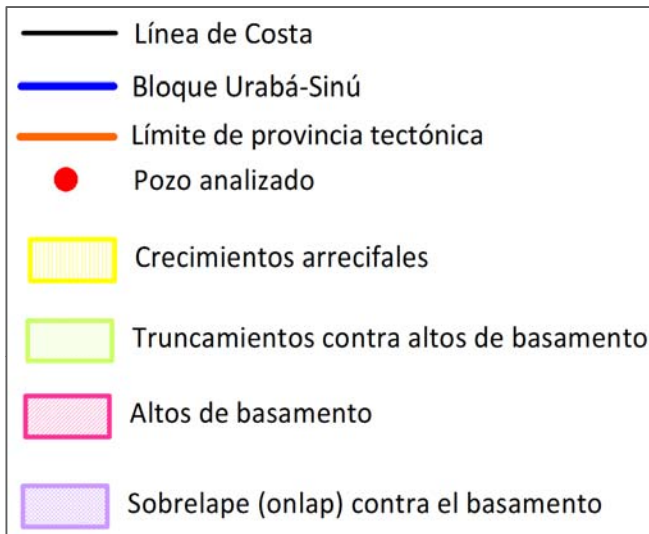 Línea de Costa
Bloque Urabá-Sinú
Límite de provincia tectónica
Pozo analizado
Crecimientos arrecifales
Truncamientos contra altos de basamento
Altos de basamento
Sobrelape (onlap) contra el basamento